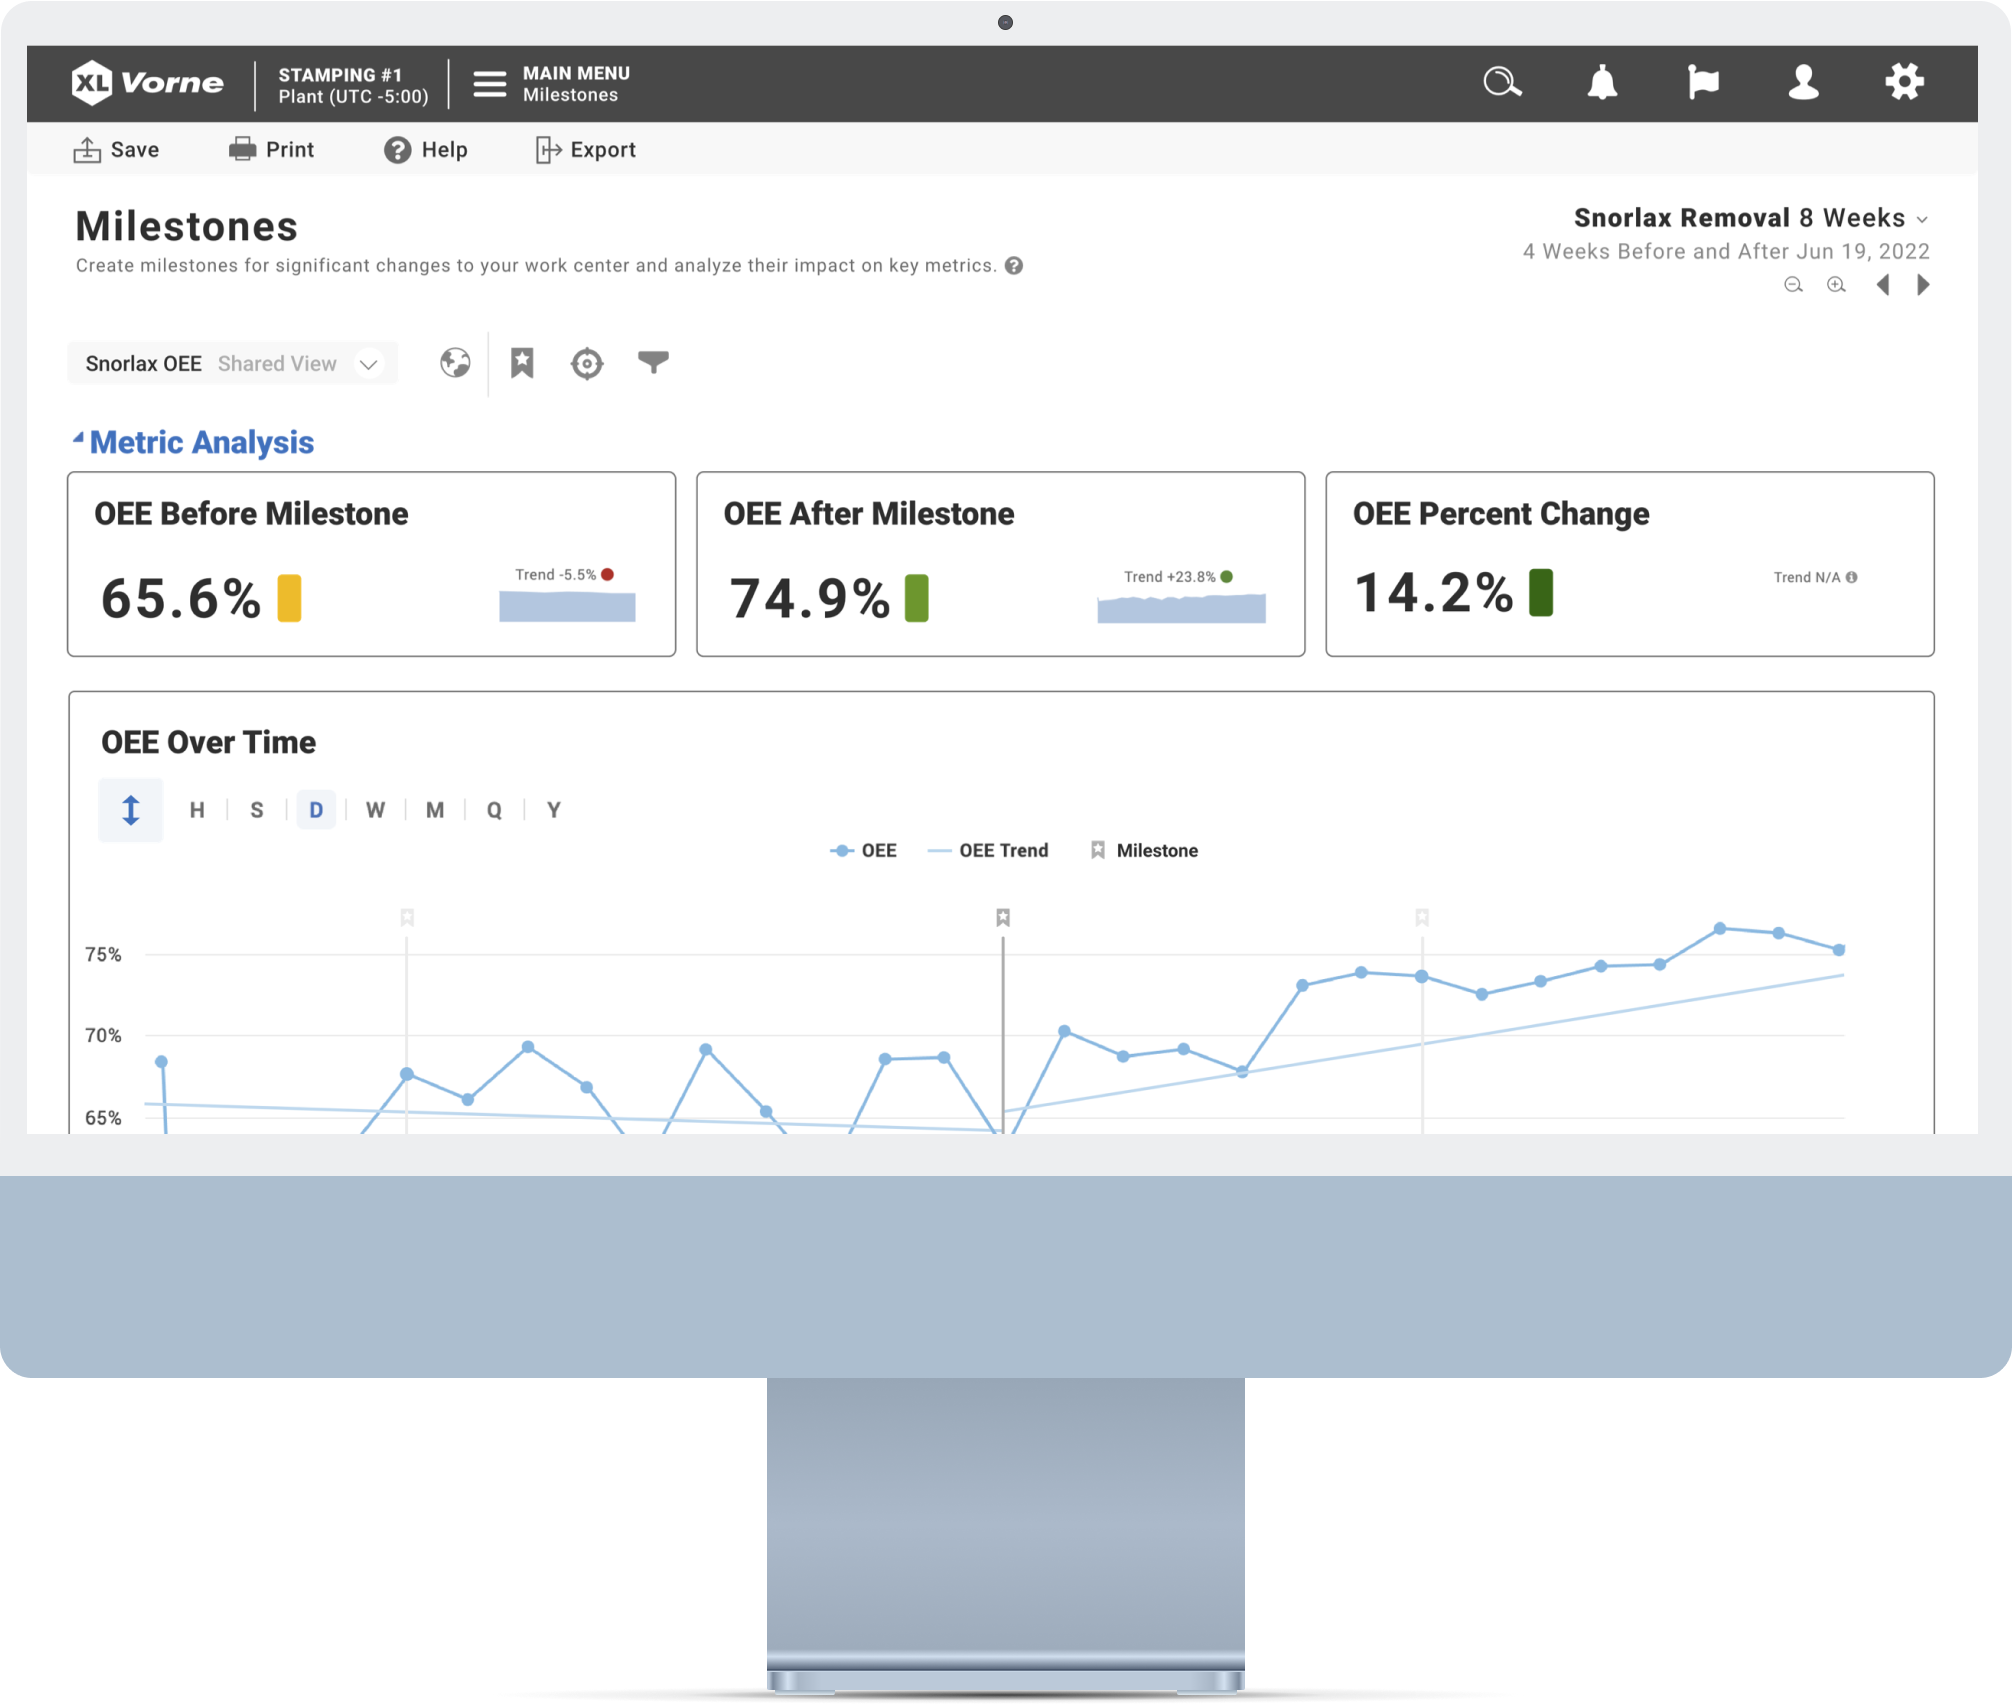 XL Vorne
STAMPING #1
Plant (UTC -5:00)
MAIN MENU
Milestones
Save
Print
Help
Export
Milestones
Create milestones for significant changes to your work center and analyze their impact on key metrics.
Snorlax Removal 8 Weeks
4 Weeks Before and After Jun 19, 2022
Snorlax OEE Shared View
Metric Analysis
OEE Before Milestone
65.6%
Trend -5.5%
OEE After Milestone
74.9%
Trend +23.8%
OEE Percent Change
14.2%
Trend N/A
OEE Over Time
H S D W M Q Y
OEE OEE Trend Milestone
75%
70%
65%